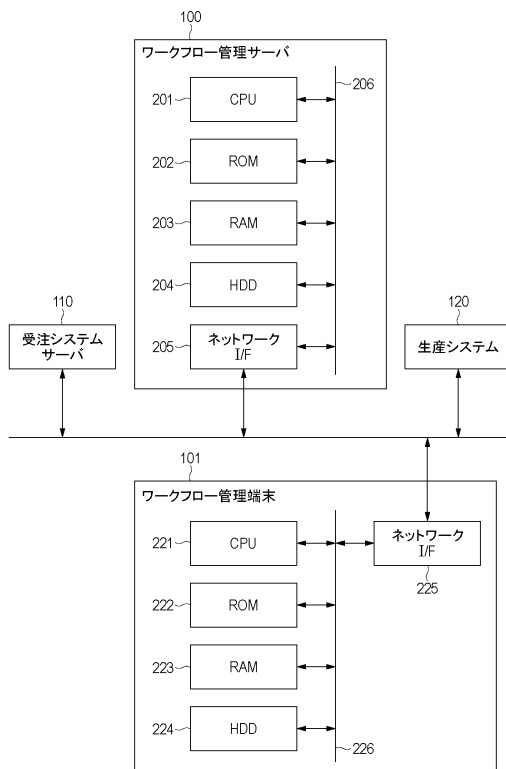 100
ワークフロー管理サーバ
206
201
CPU
202
ROM
203
RAM
204
HDD
205
ネットワーク
I/F
110
受注システム
サーバ
120
生産システム
101
ワークフロー管理端末
221
CPU
ネットワーク
I/F
225
222
ROM
223
RAM
224
HDD
226